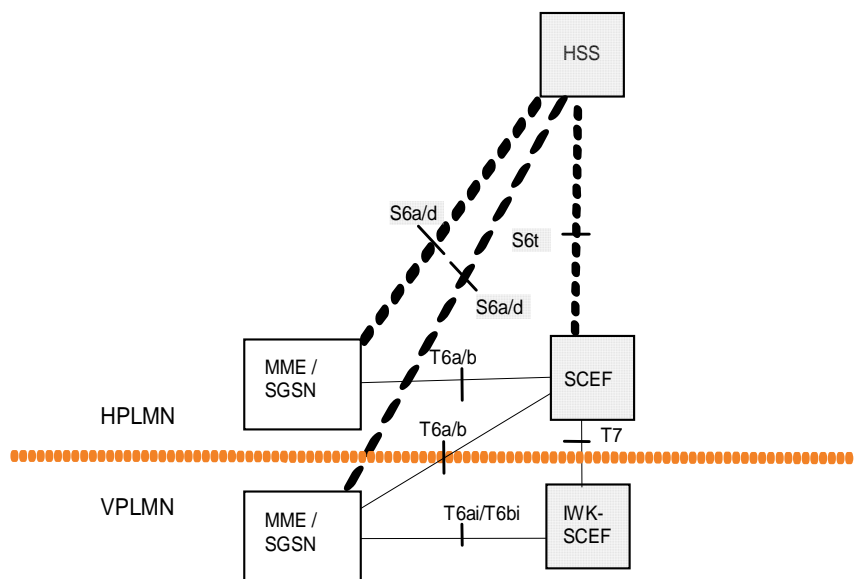 HSS
S6a/d
S6t
S6a/d
MME /
SGSN
T6a/b
SCEF
HPLMN
T6a/b
T7
VPLMN
MME /
SGSN
T6ai/T6bi
IWK-
SCEF